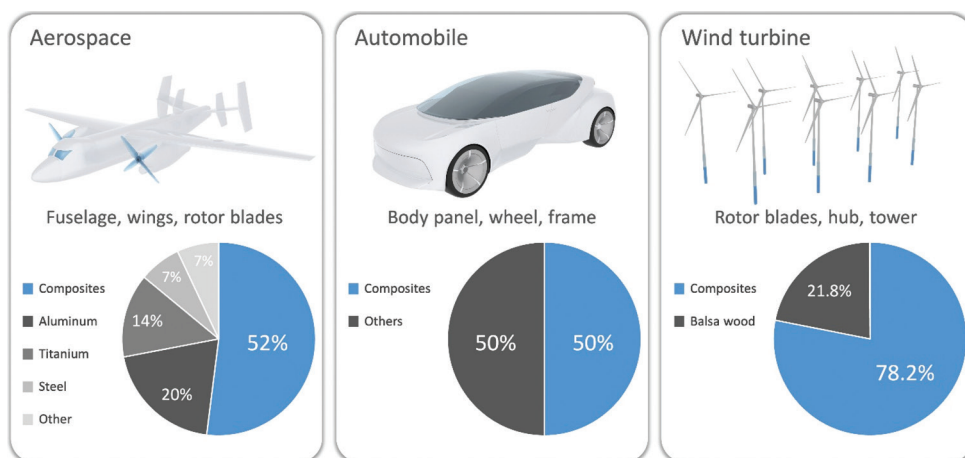 Aerospace
Fuselage, wings, rotor blades
Composites
Aluminum
Titanium
Steel
Other
7%
7%
14%
52%
20%
Automobile
Body panel, wheel, frame
Composites
Others
50%
50%
Wind turbine
Rotor blades, hub, tower
Composites
Balsa wood
21.8%
78.2%